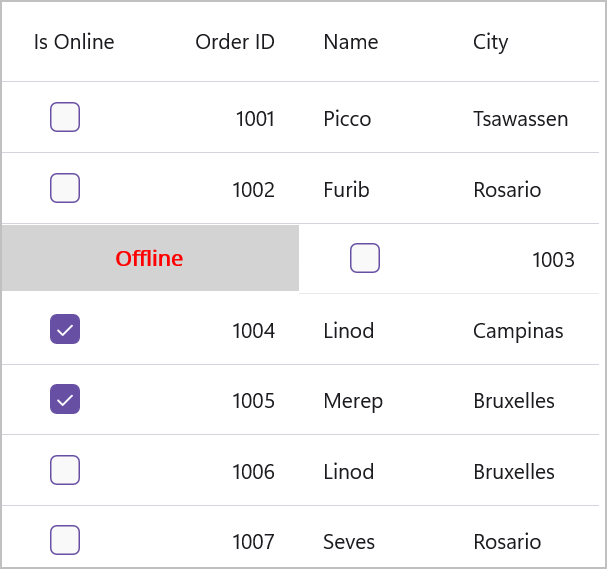 Is Online Order ID Name City
1001 Picco Tsawassen
1002 Furib Rosario
Offline 1003
1004 Linod Campinas
1005 Merep Bruxelles
1006 Linod Bruxelles
1007 Seves Rosario